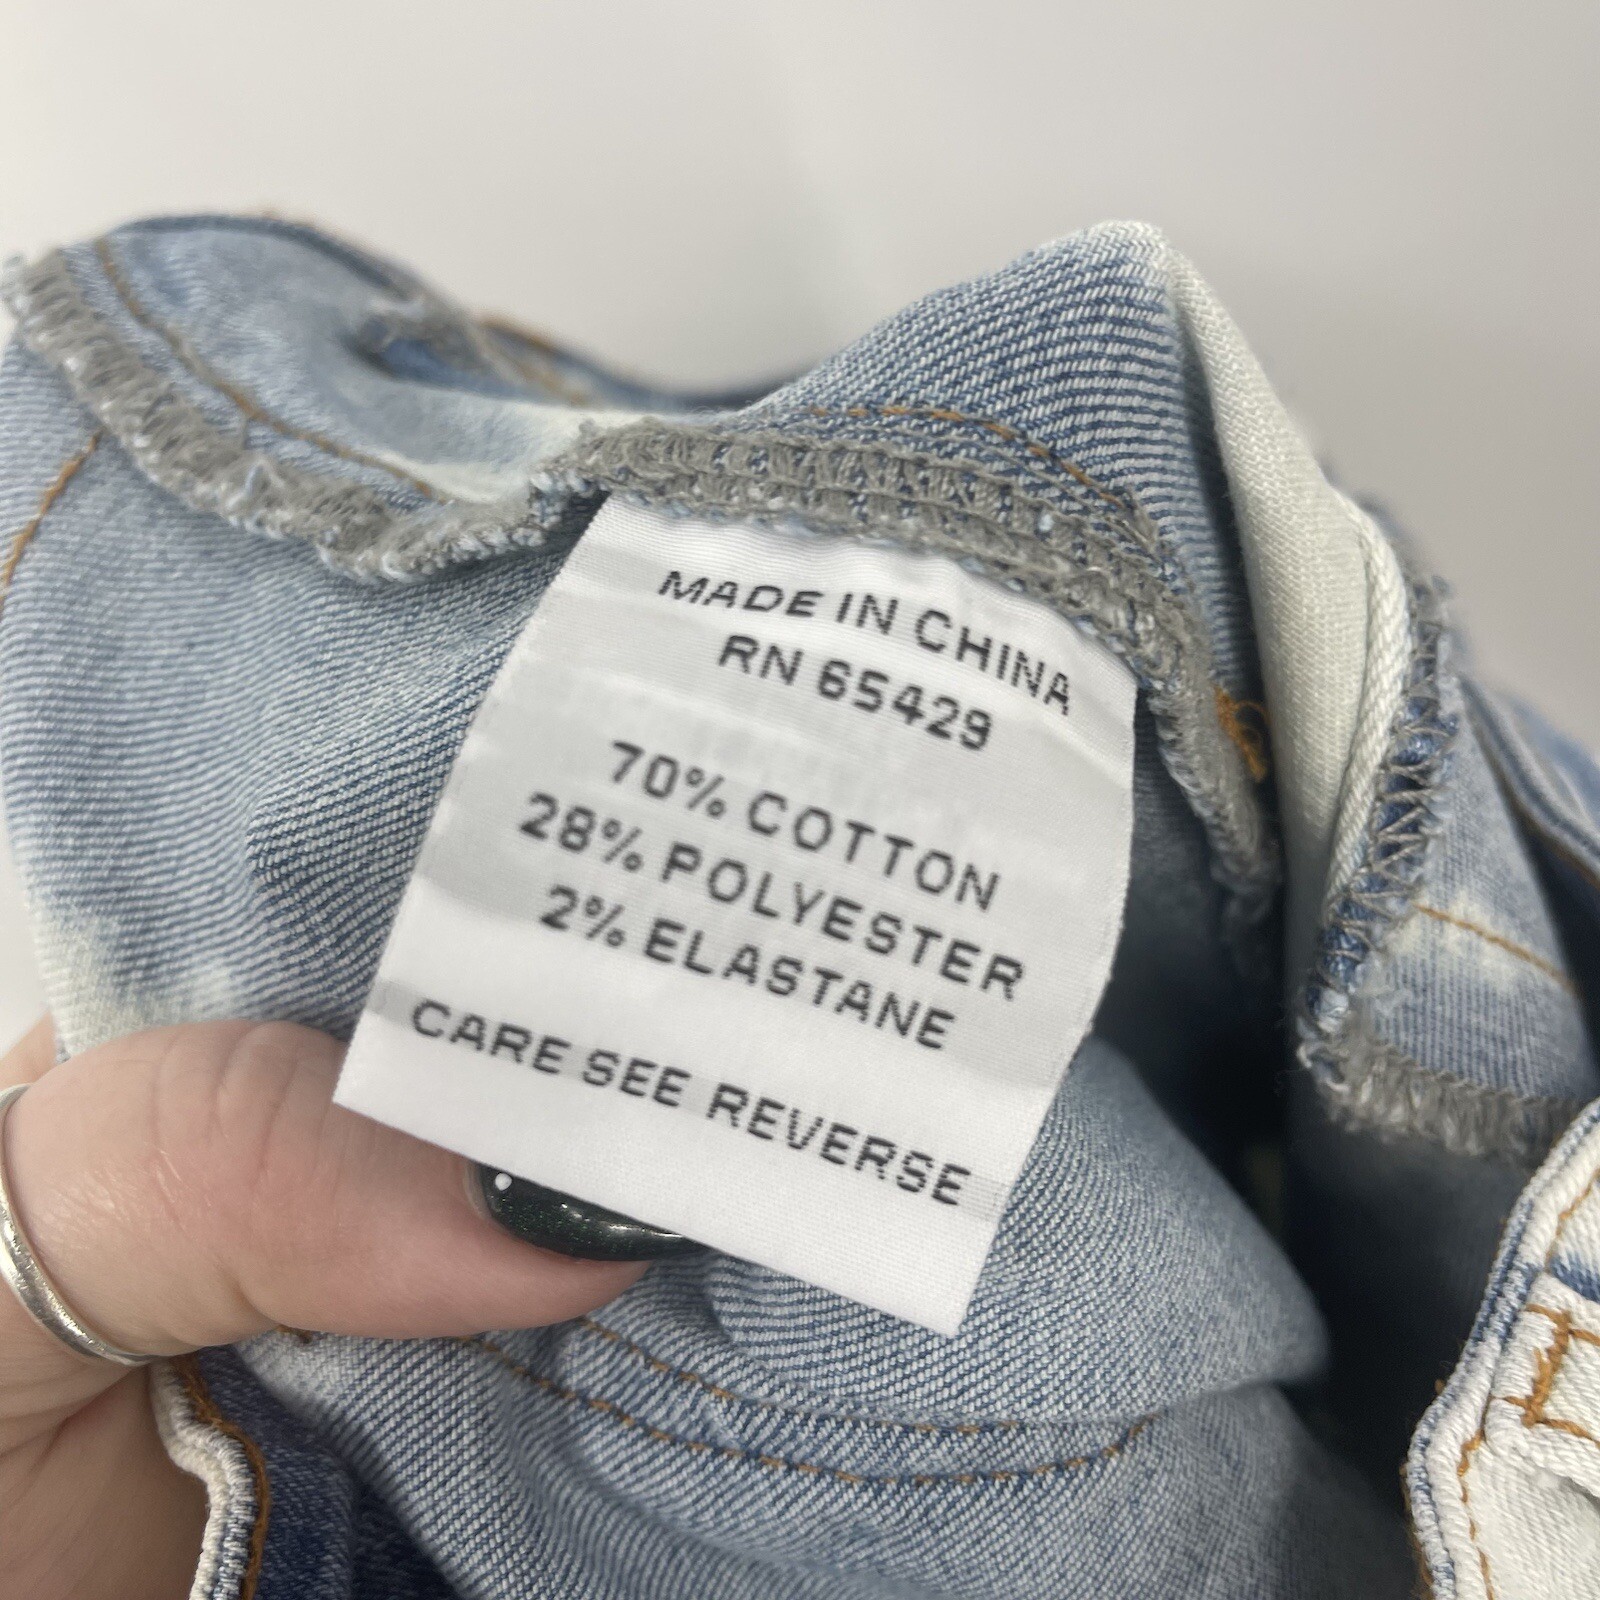 MADE IN CHINA
RN 65429
70% COTTON
28% POLYESTER
2% ELASTANE
CARE SEE REVERSE